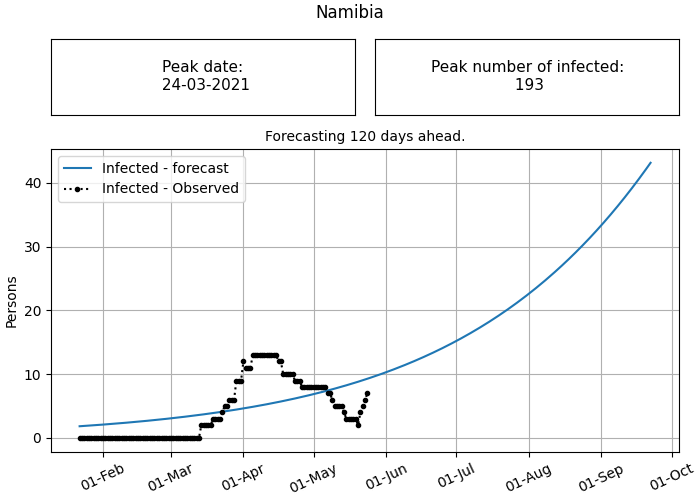 Namibia
Peak date:
24-03-2021
Peak number of infected:
193
Forecasting 120 days ahead.
Infected - forecast
Infected - Observed
Persons
40
30
20
10
0
01-Feb
01-Mar
01-Apr
01-May
01-Jun
01-Jul
01-Aug
01-Sep
01-Oct